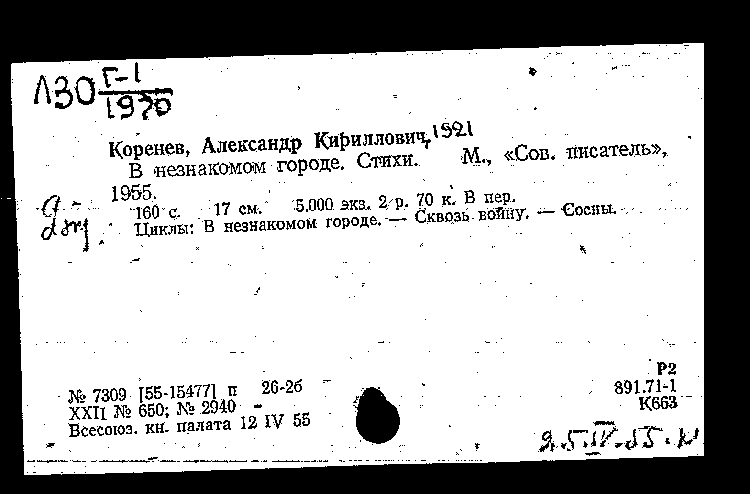 Л30 Г-1
1970
Коренев, Александр Кириллович, 1921
В незнакомом городе. Стихи. М., «Сов. писатель»,
1955.
160 с. 17 см. 5.000 экз. 2 р. 70 к. В пер.
Циклы: В незнакомом городе. — Сквозь войну. — Сосны.
Р2
№ 7309 [55-15477] п 26-2б 891.71-1
XXII № 650; № 2940 К663
Всесоюз. кн. палата 12 IV 55